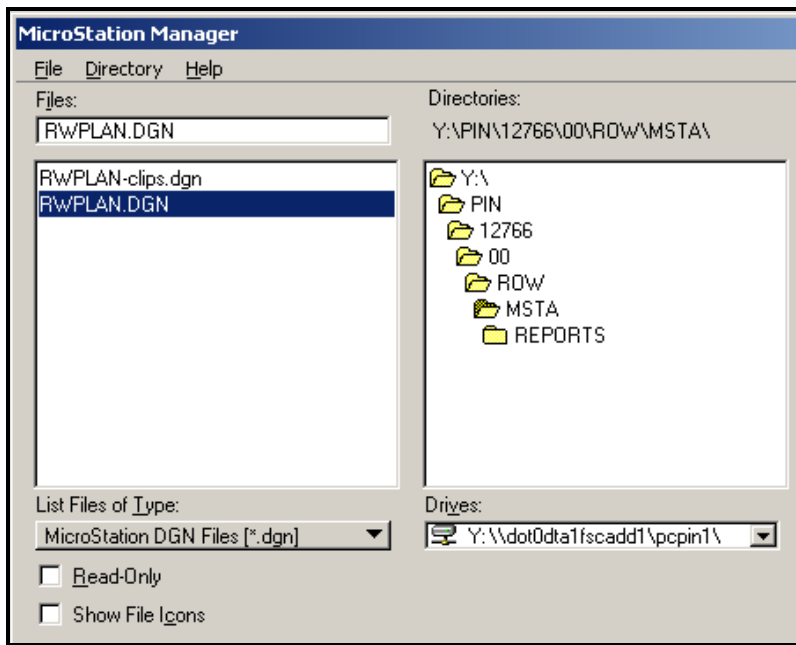 MicroStation Manager
File Directory Help
Files:
RWPLAN.DGN
RWPLAN-clips.dgn
RWPLAN.DGN
List Files of Type:
MicroStation DGN Files [*.dgn]
Read-Only
Show File Icons
Directories:
Y:\PIN\12766\00\ROW\MSTA\
Y:\
PIN
12766
00
ROW
MSTA
REPORTS
Drives:
Y:\\dot0dta1fscadd1\pcpin1\